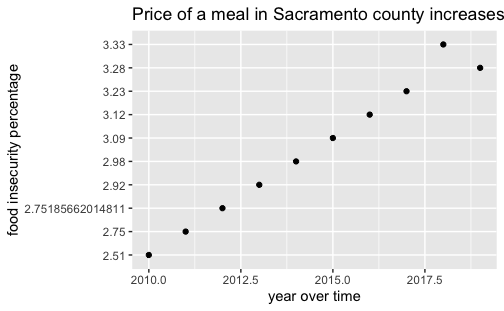 Price of a meal in Sacramento county increases
food insecurity percentage
3.33
3.28
3.23
3.12
3.09
2.98
2.92
2.75185662014811
2.75
2.51
2010.0 2012.5 2015.0 2017.5
year over time